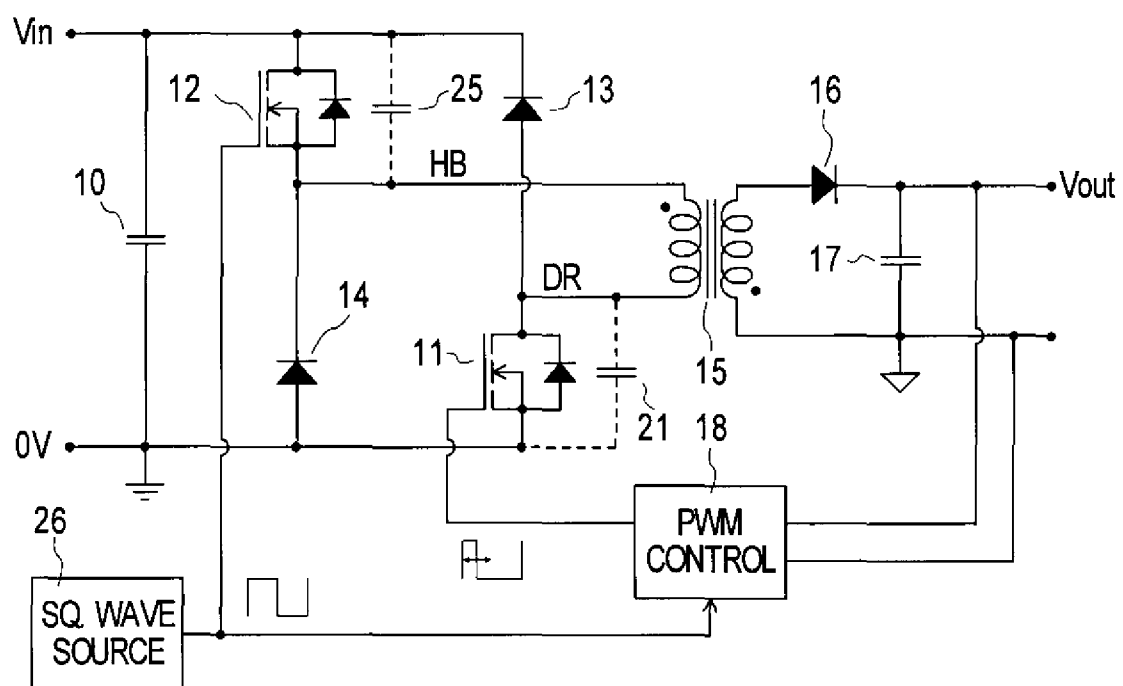 Vin
12
25
13
16
10
HB
Vout
17
DR
14
11
15
0V
21
18
26
PWM
CONTROL
SQ. WAVE
SOURCE